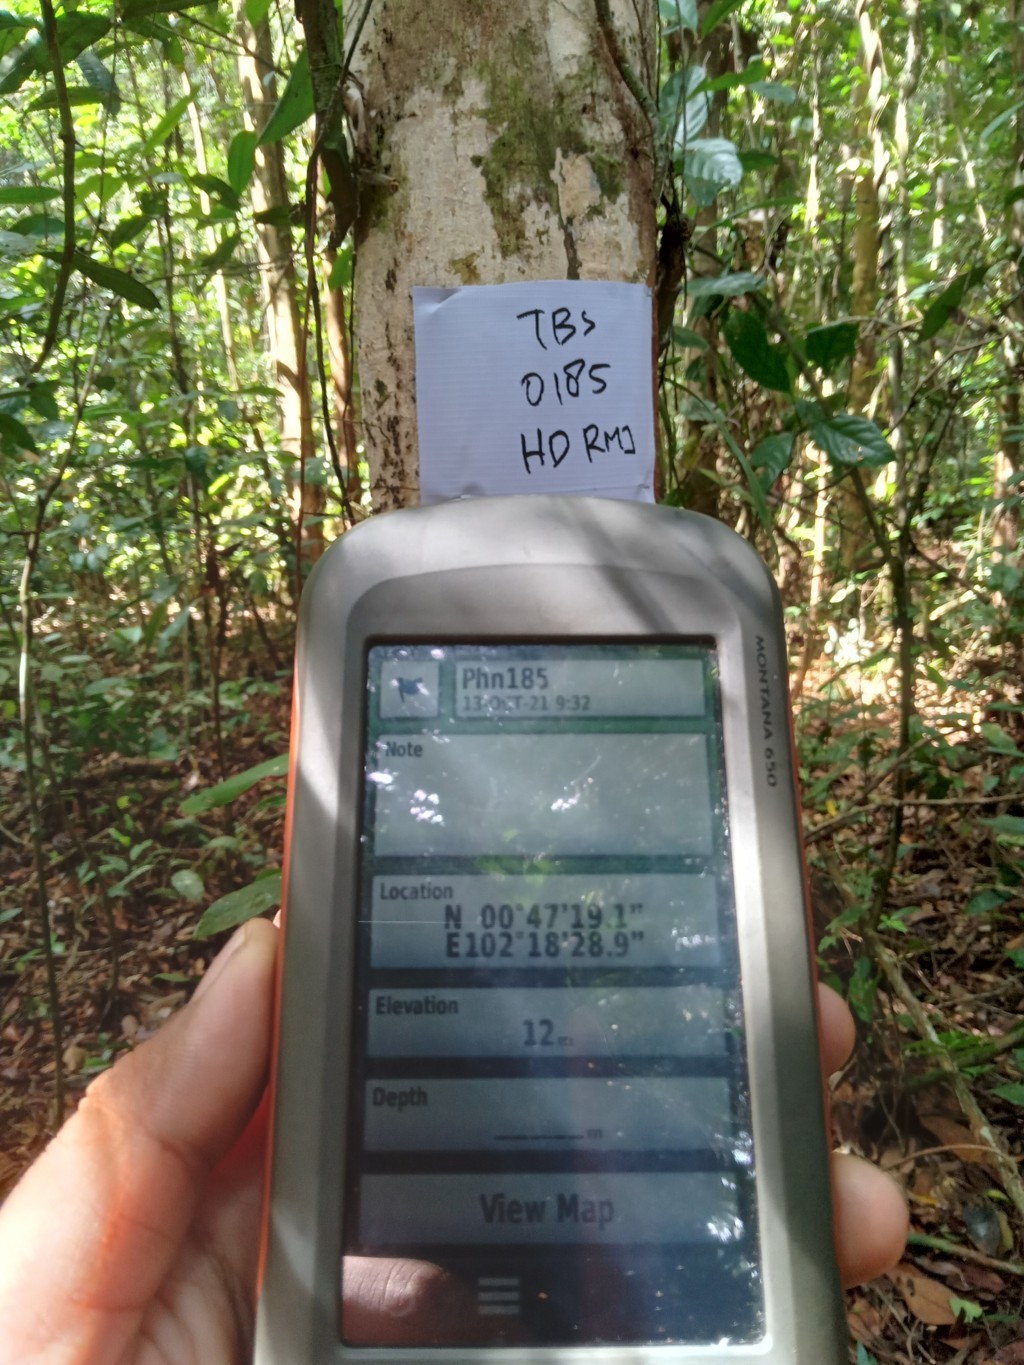 TBS
0185
HD RMJ
MONTANA 650
Phn185
13-OCT-21 9:32
Note
Location
N 00°47'19.1"
E102°18'28.9"
Elevation
12 m
Depth
_______m
View Map